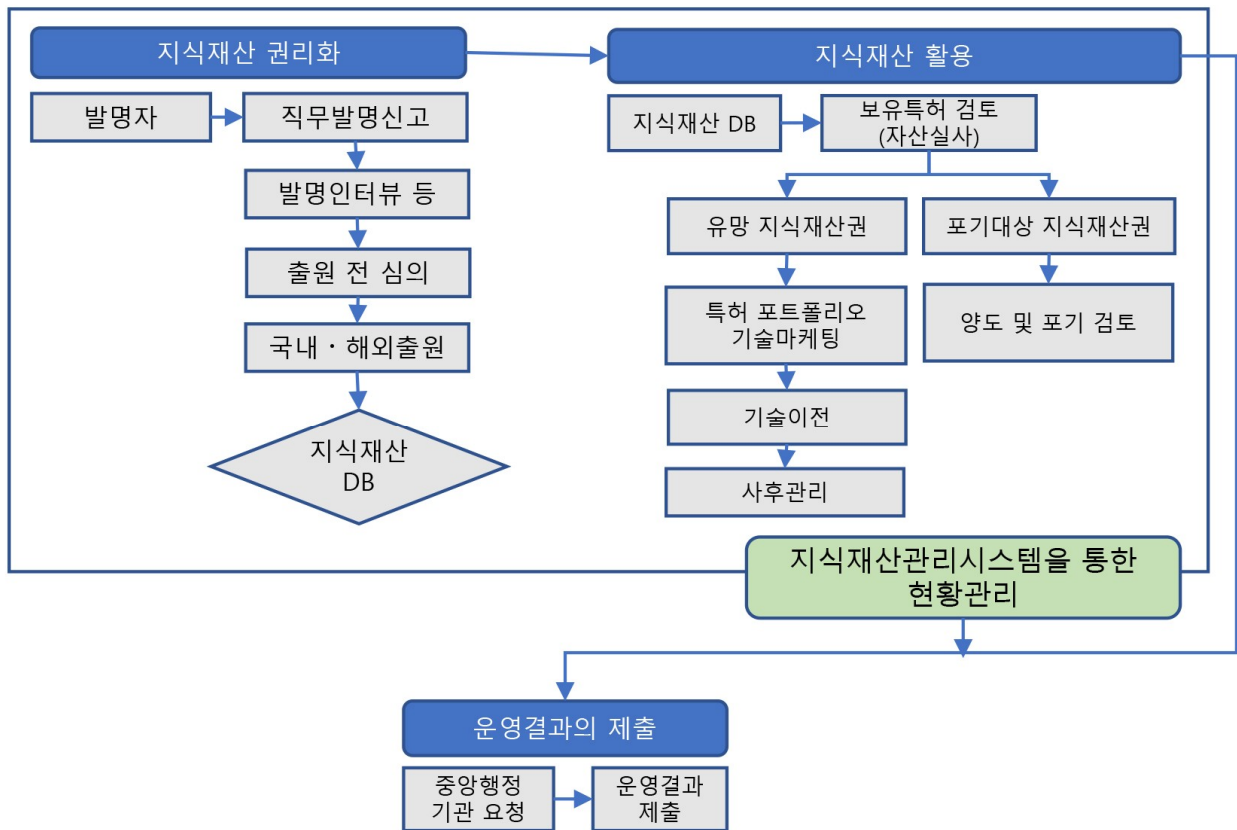 지식재산 권리화
발명자
직무발명신고
발명인터뷰 등
출원 전 심의
국내・해외출원
지식재산
DB
지식재산 활용
지식재산 DB
보유특허 검토
(자산실사)
유망 지식재산권
포기대상 지식재산권
특허 포트폴리오
기술마케팅
양도 및 포기 검토
기술이전
사후관리
지식재산관리시스템을 통한
현황관리
운영결과의 제출
중앙행정
기관 요청
운영결과
제출